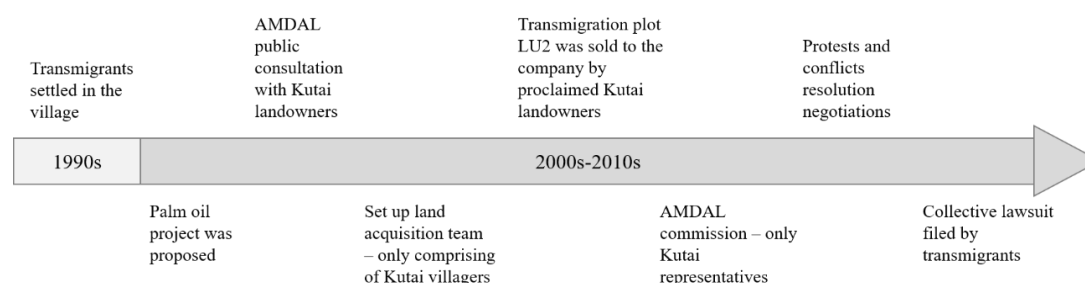 Transmigrants
settled in the
village
AMDAL
public
consultation
with Kutai
landowners
Transmigration plot
LU2 was sold to the
company by
proclaimed Kutai
landowners
Protests and
conflicts
resolution
negotiations
1990s
2000s-2010s
Palm oil
project was
proposed
Set up land
acquisition team
– only comprising
of Kutai villagers
AMDAL
commission – only
Kutai
representatives
Collective lawsuit
filed by
transmigrants